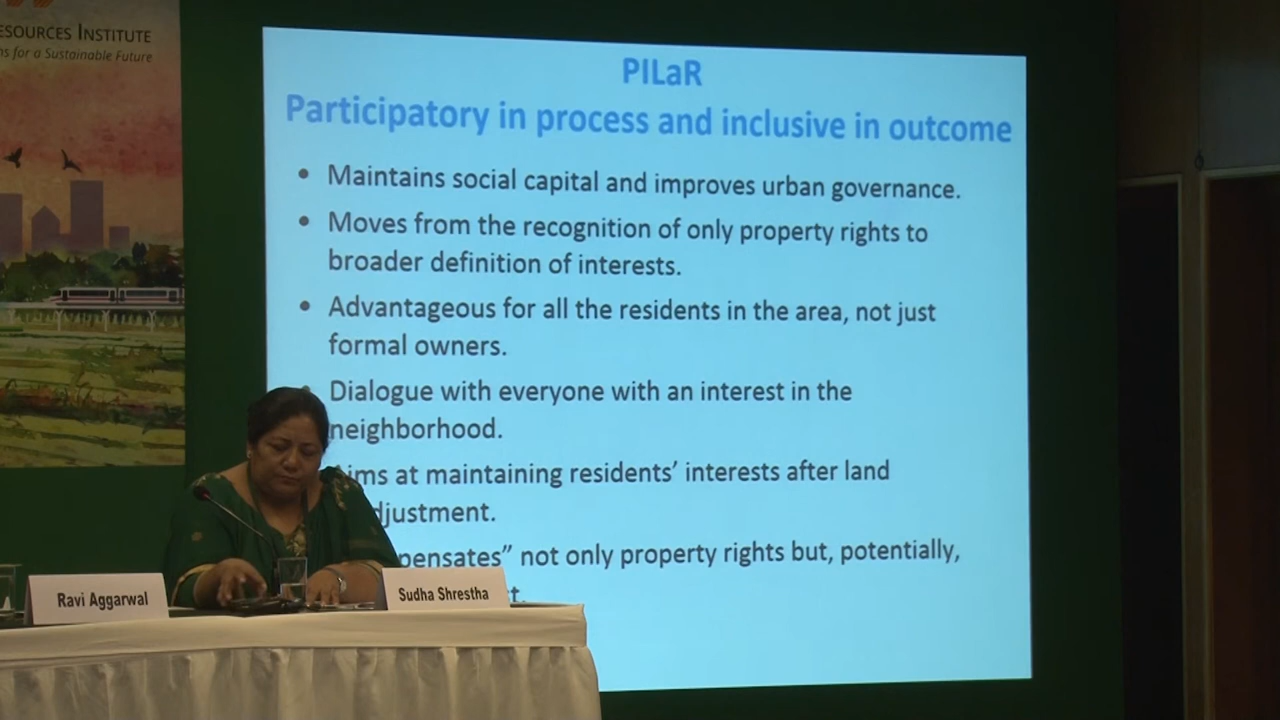 ESOURCES INSTITUTE
for a Sustainable Future
PILaR
Participatory in process and inclusive in outcome
• Maintains social capital and improves urban governance.
• Moves from the recognition of only property rights to
broader definition of interests.
• Advantageous for all the residents in the area, not just
formal owners.
Dialogue with everyone with an interest in the
neighborhood.
ims at maintaining residents’ interests after land
djustment.
pensates” not only property rights but, potentially,
t.
Ravi Aggarwal
Sudha Shrestha